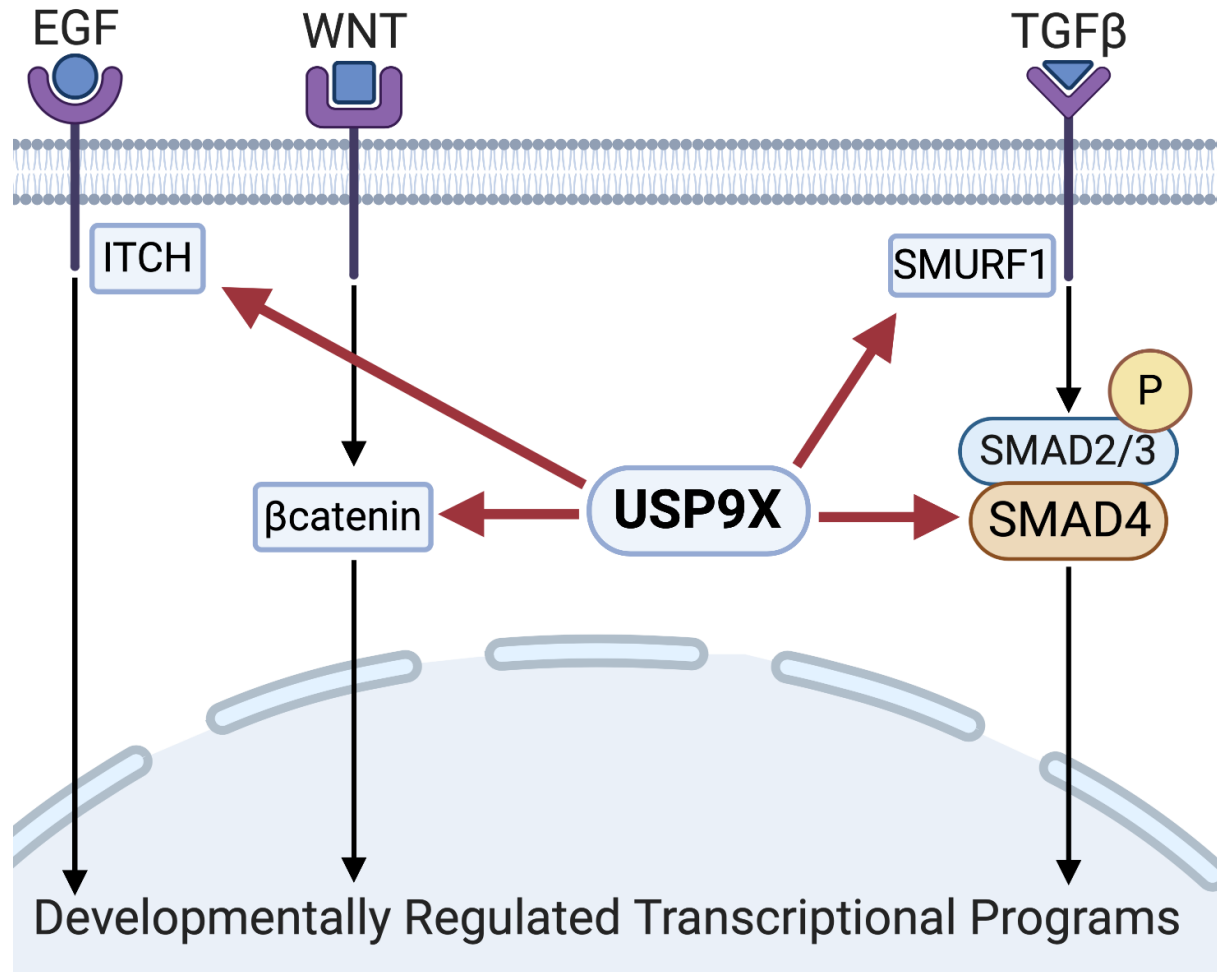 EGF
WNT
TGFβ
ITCH
SMURF1
P
SMAD2/3
βcatenin
USP9X
SMAD4
Developmentally Regulated Transcriptional Programs